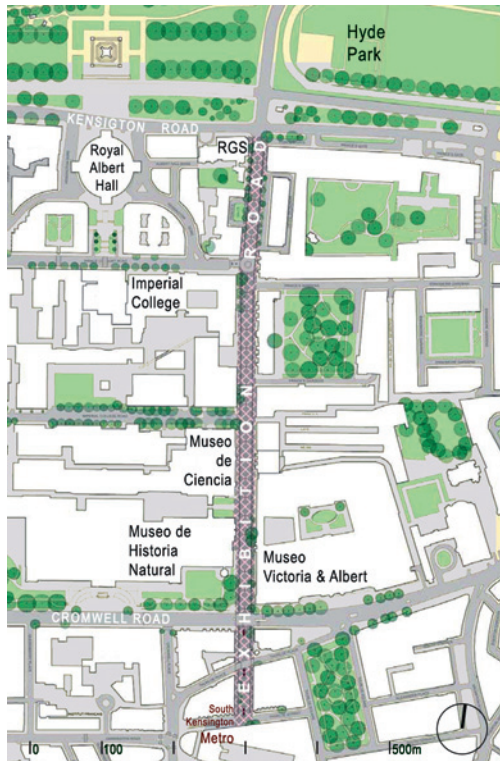 Hyde
Park
KENSIGTON ROAD
RGS
Royal
Albert
Hall
EXHIBITION ROAD
Imperial
College
Museo
de
Ciencia
Museo de
Historia
Natural
Museo
Victoria & Albert
CROMWELL ROAD
South
Kensington
Metro
0
100
500m